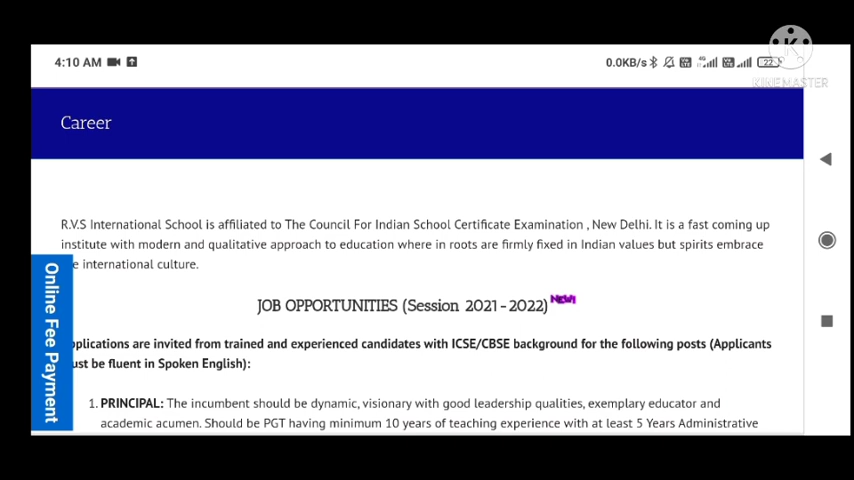 4:10 AM
0.0KB/s
22
KINEMASTER
Career
R.V.S International School is affiliated to The Council For Indian School Certificate Examination , New Delhi. It is a fast coming up
institute with modern and qualitative approach to education where in roots are firmly fixed in Indian values but spirits embrace
international culture.
JOB OPPORTUNITIES (Session 2021-2022) NEW!
pplications are invited from trained and experienced candidates with ICSE/CBSE background for the following posts (Applicants
ust be fluent in Spoken English):
1. PRINCIPAL: The incumbent should be dynamic, visionary with good leadership qualities, exemplary educator and
academic acumen. Should be PGT having minimum 10 years of teaching experience with at least 5 Years Administrative
Online Fee Payment